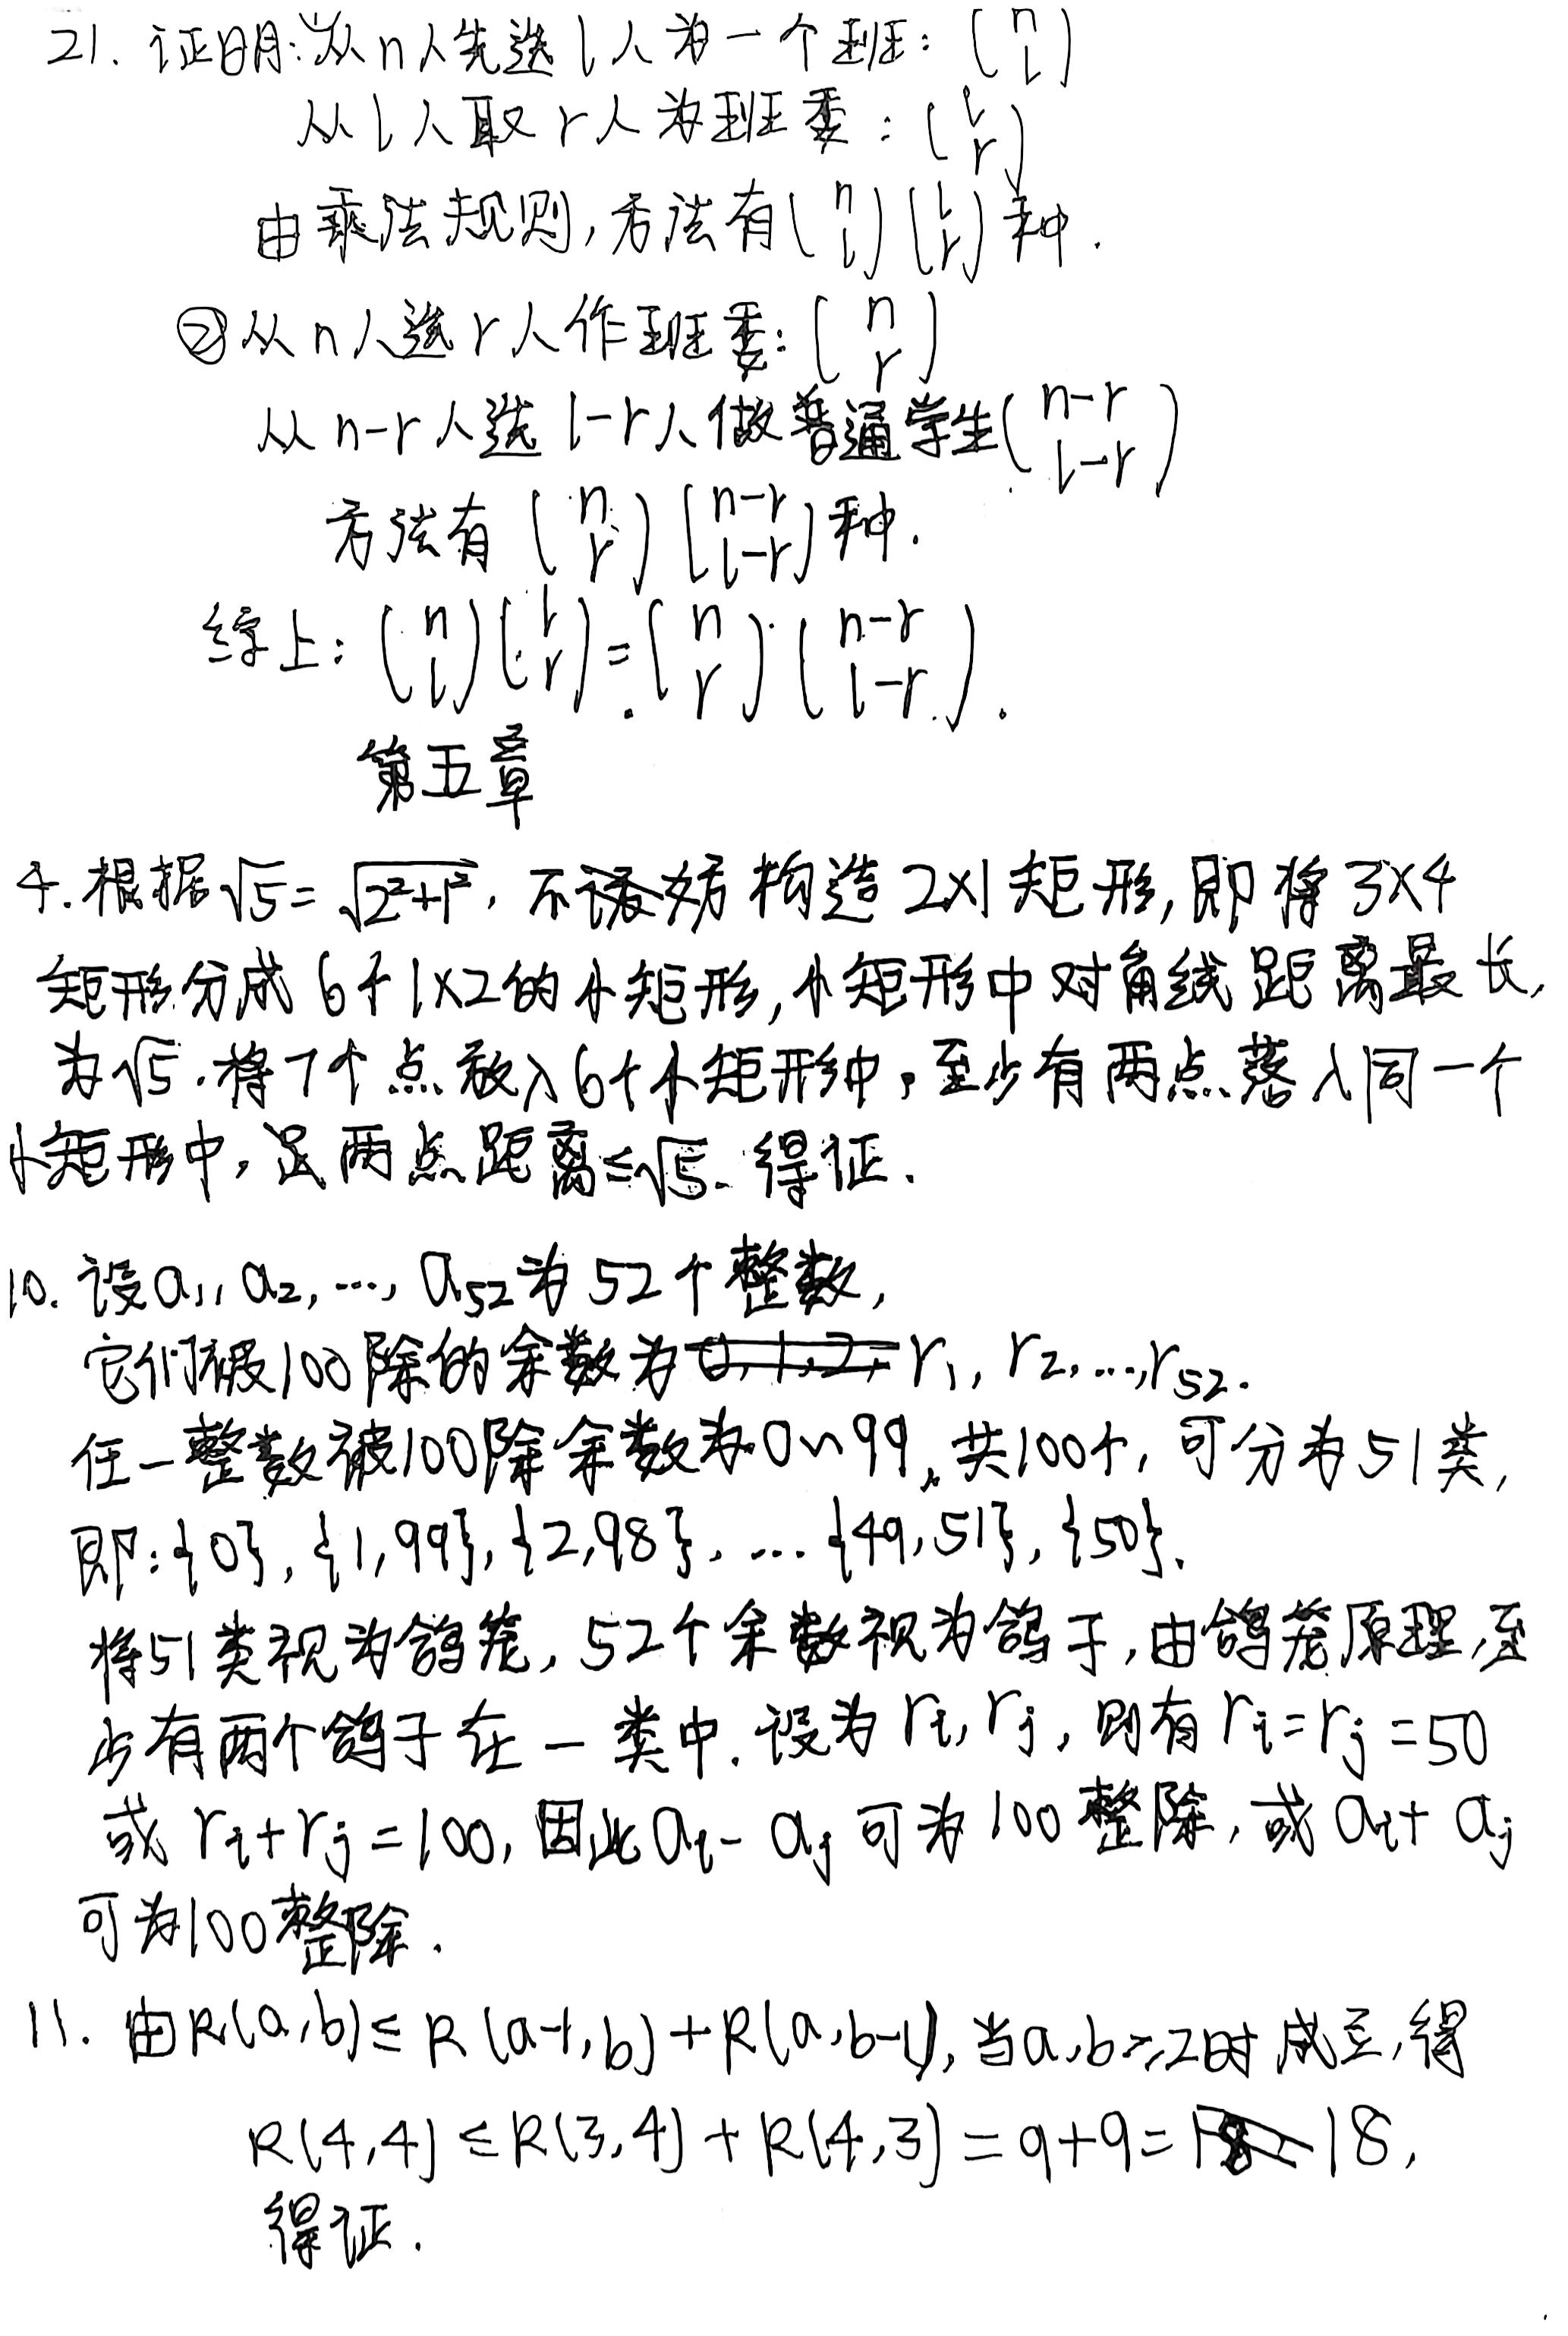 21. 证明:①从n人先选l人为一个班: (n l)
从l人取r人为班委: (l r)
由乘法规则,方法有(n l)(l r)种.
②从n人选r人作班委: (n r)
从n-r人选l-r人做普通学生(n-r l-r)
方法有(n r)(n-r l-r)种.
综上: (n l)(l r)=(n r)·(n-r l-r).
第五章
4. 根据√5=√2²+1², 不妨构造2×1矩形,即将3×4
矩形分成6个1×2的小矩形,小矩形中对角线距离最长,
为√5.将7个点放入6个小矩形中,至少有两点落入同一个
小矩形中,且两点距离≤√5. 得证.
10. 设a₁, a₂, ..., a₅₂为52个整数,
它们被100除的余数为 0,1,2, r₁, r₂, ..., r₅₂.
任一整数被100除余数为0~99,共100个,可分为51类,
即:{0},{1,99},{2,98},...{49,51},{50}.
将51类视为鸽笼,52个余数视为鸽子,由鸽笼原理,至
少有两个鸽子在一类中.设为rᵢ,rⱼ,则有rᵢ=rⱼ=50
或rᵢ+rⱼ=100,因此aᵢ-aⱼ可为100整除,或aᵢ+aⱼ
可为100整除.
11. 由R(a,b)≤R(a-1,b)+R(a,b-1),当a,b≥2时成立,得
R(4,4)≤R(3,4)+R(4,3)=9+9=18,
得证.